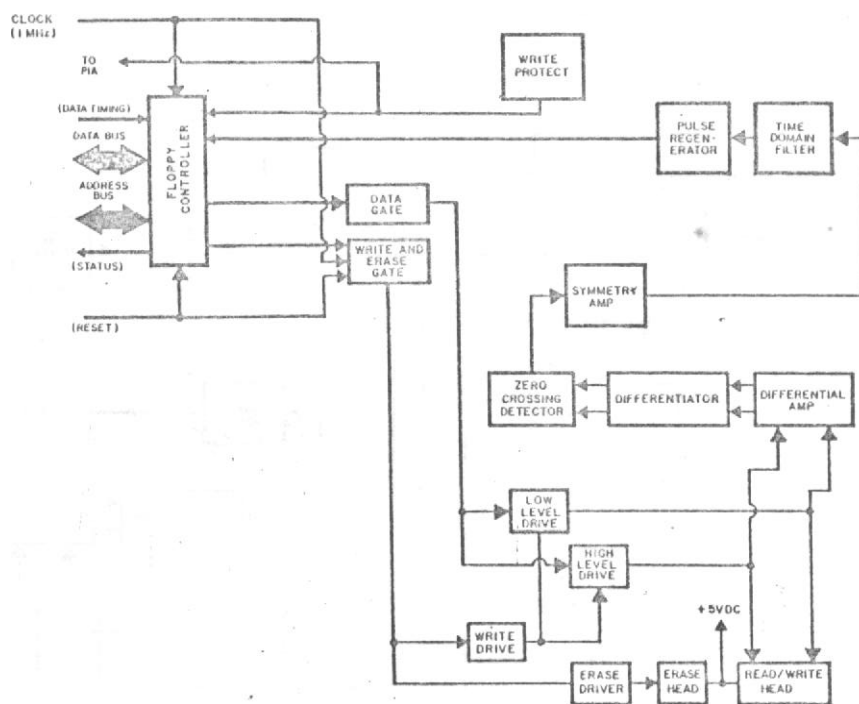 CLOCK
(1 MHz)
TO
PIA
WRITE
PROTECT
(DATA TIMING)
DATA BUS
ADDRESS
BUS
(STATUS)
(RESET)
FLOPPY
CONTROLLER
PULSE
REGEN-
ERATOR
TIME
DOMAIN
FILTER
DATA
GATE
WRITE AND
ERASE
GATE
SYMMETRY
AMP
ZERO
CROSSING
DETECTOR
DIFFERENTIATOR
DIFFERENTIAL
AMP
LOW
LEVEL
DRIVE
HIGH
LEVEL
DRIVE
+5VDC
WRITE
DRIVE
ERASE
DRIVER
ERASE
HEAD
READ/WRITE
HEAD